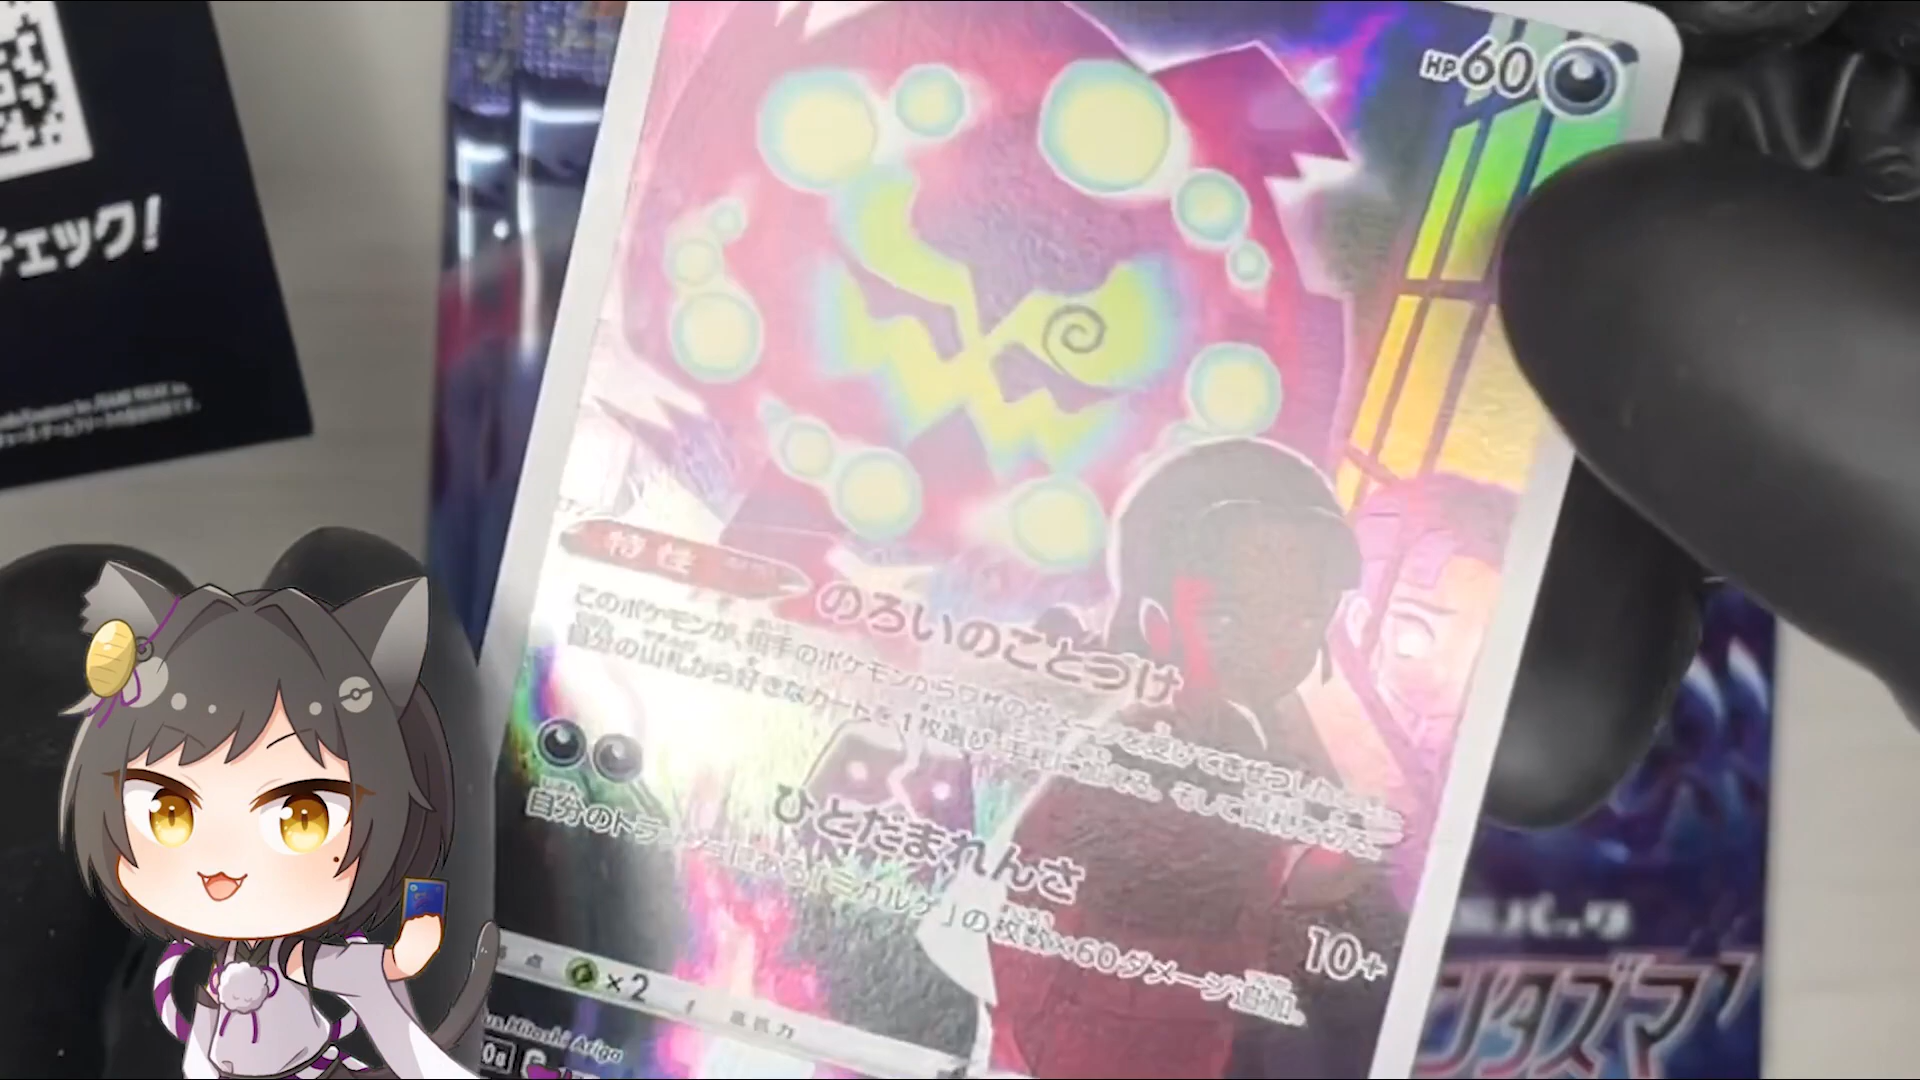 チェック!
HP60
特性 のろいのことづけ
このポケモンが、相手のポケモンからワザのダメージを受けてきぜつしたとき、
自分の山札から好きなカードを1枚選び、手札に加える。そして山札を切る。
ひとだまれんさ 10+
自分のトラッシュにある「ミカルゲ」の枚数×60ダメージ追加。
弱点 ×2 抵抗力
Illus. Hitoshi Ariga